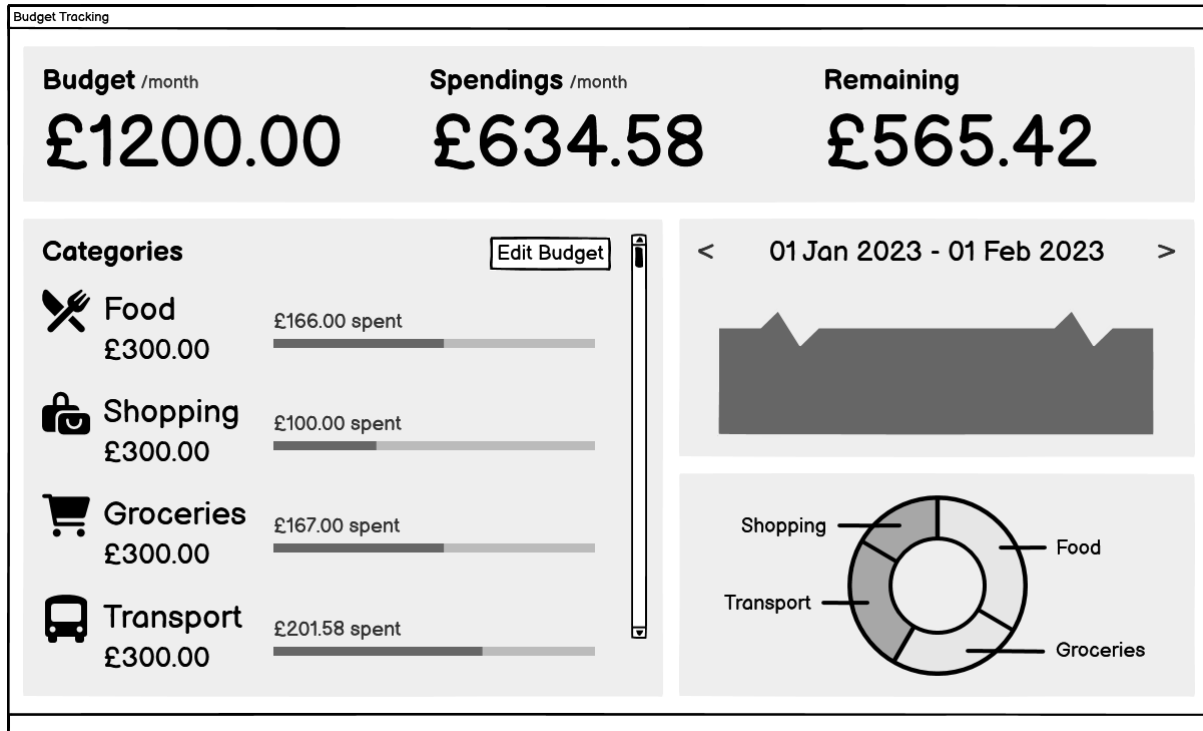 Budget Tracking
Budget /month
£1200.00
Spendings /month
£634.58
Remaining
£565.42
Categories
Edit Budget
Food
£300.00
£166.00 spent
Shopping
£300.00
£100.00 spent
Groceries
£300.00
£167.00 spent
Transport
£300.00
£201.58 spent
< 01 Jan 2023 - 01 Feb 2023 >
Shopping
Food
Transport
Groceries